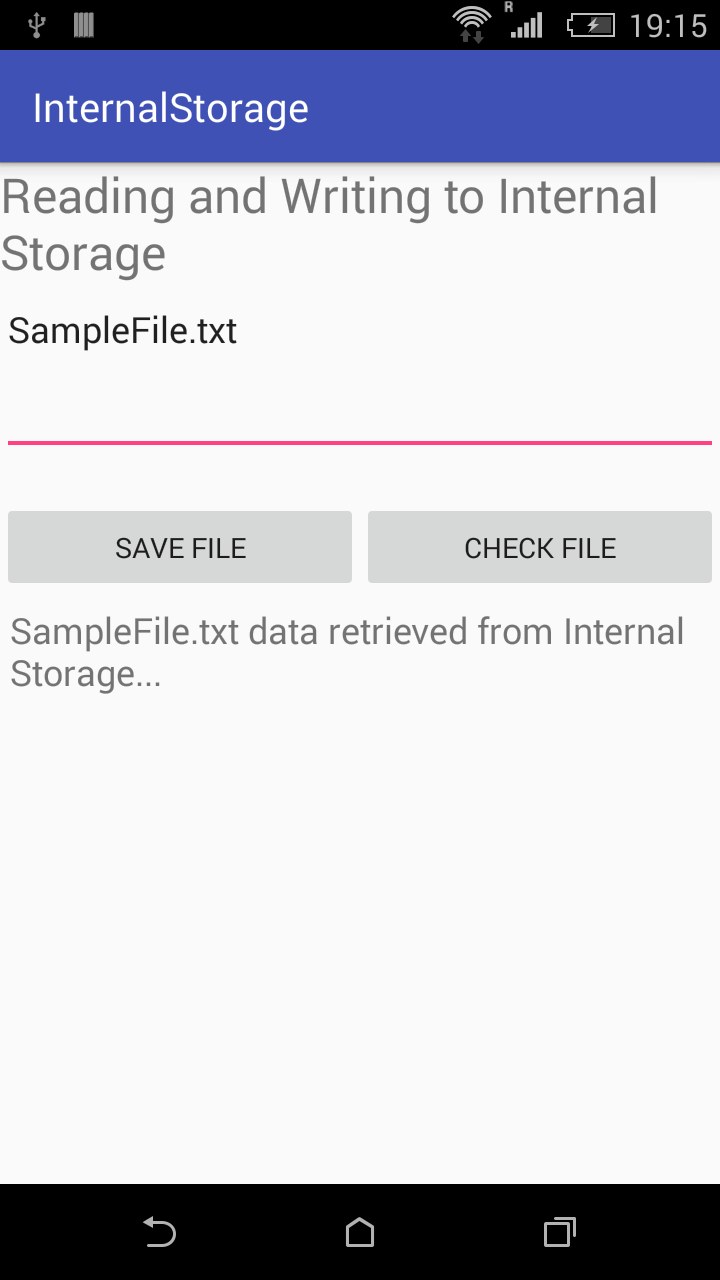 R
19:15
InternalStorage
Reading and Writing to Internal
Storage
SampleFile.txt
SAVE FILE
CHECK FILE
SampleFile.txt data retrieved from Internal
Storage...